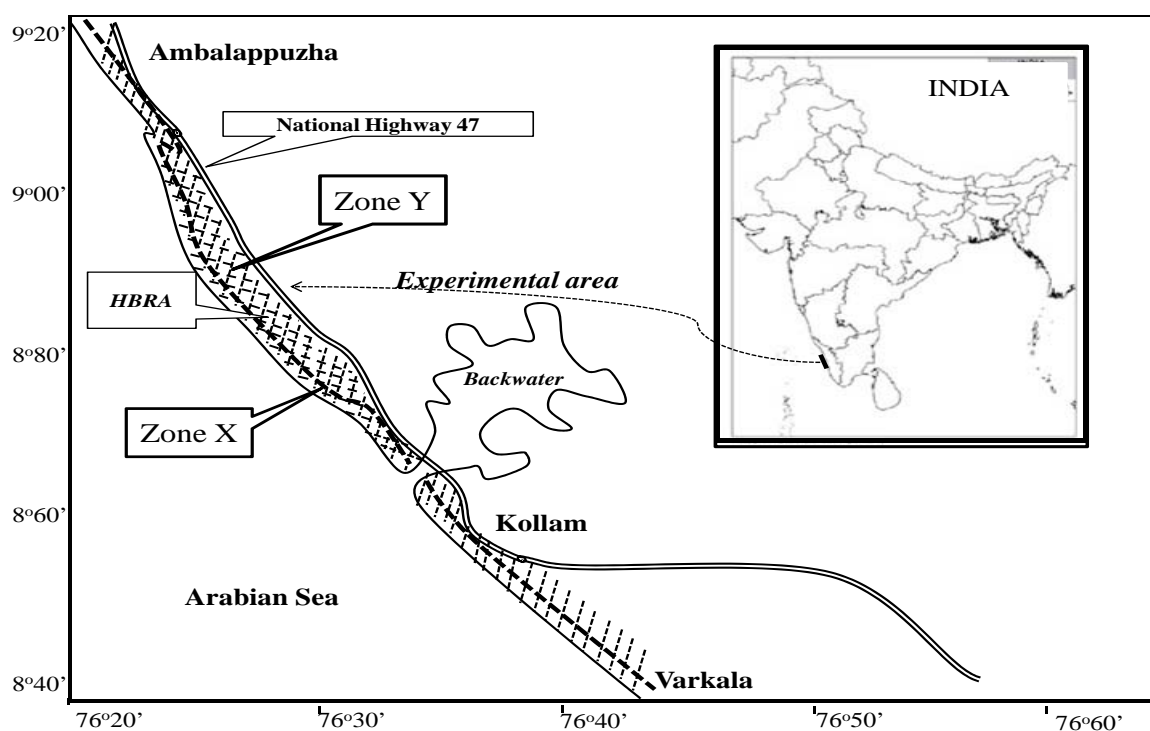 9°20'
Ambalappuzha
INDIA
National Highway 47
9°00'
Zone Y
Experimental area
HBRA
8°80'
Backwater
Zone X
8°60'
Kollam
Arabian Sea
8°40'
Varkala
76°20'
76°30'
76°40'
76°50'
76°60'